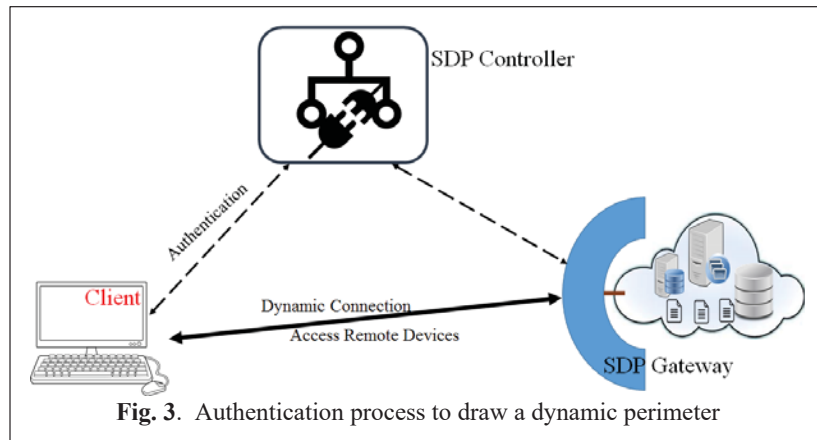 SDP Controller
Authentication
Client
Dynamic Connection
Access Remote Devices
SDP Gateway
Fig. 3. Authentication process to draw a dynamic perimeter